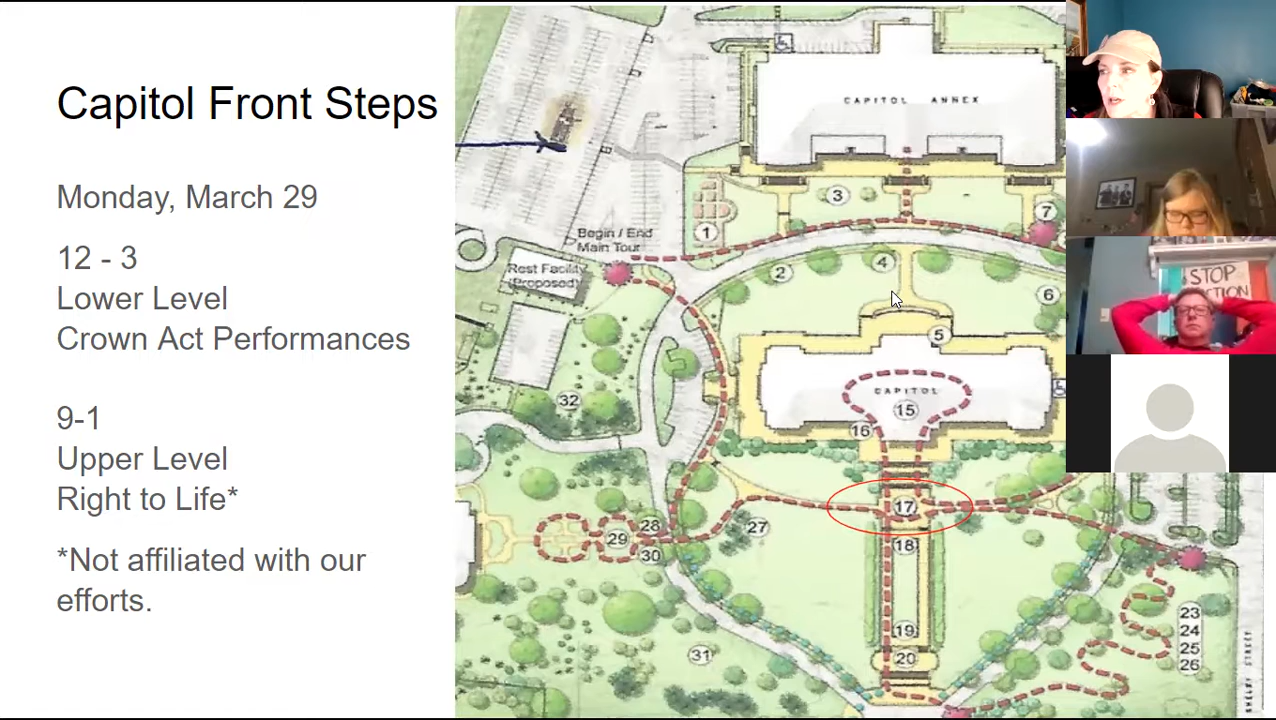 Capitol Front Steps
Monday, March 29
12 - 3
Lower Level
Crown Act Performances
9-1
Upper Level
Right to Life*
*Not affiliated with our
efforts.
CAPITOL ANNEX
3
7
1
Begin / End
Main Tour
2
4
Rest Facility
(Proposed)
6
5
CAPITOL
15
32
16
17
27
28
29
30
18
19
20
31
23
24
25
26
SHELBY STREET
STOP